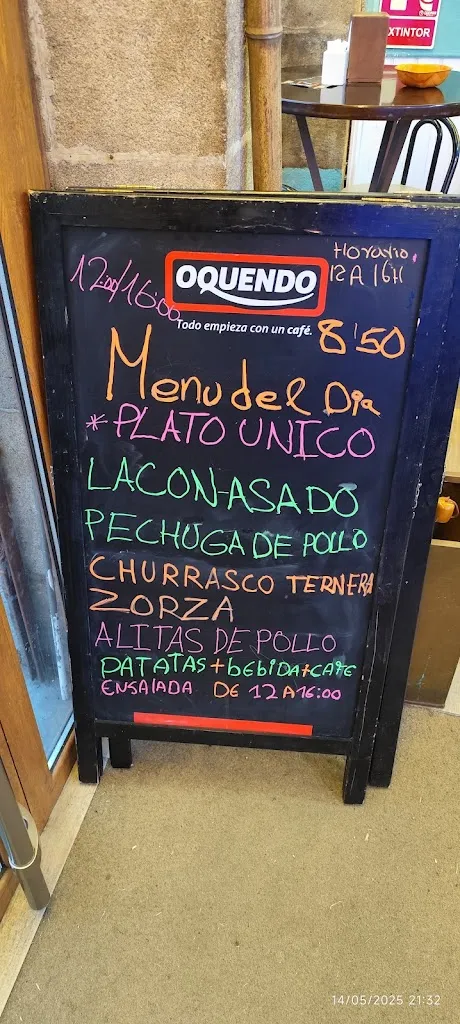 EXTINTOR
Horario.
12 A 16H
12:00/16:00
OQUENDO
Todo empieza con un café.
8'50
Menu del Dia
* PLATO UNICO
LACON-ASADO
PECHUGA DE POLLO
CHURRASCO TERNERA
ZORZA
ALITAS DE POLLO
PATATAS + bEbiDA + CAFE
ENSALADA DE 12 A 16:00
14/05/2025 21:32